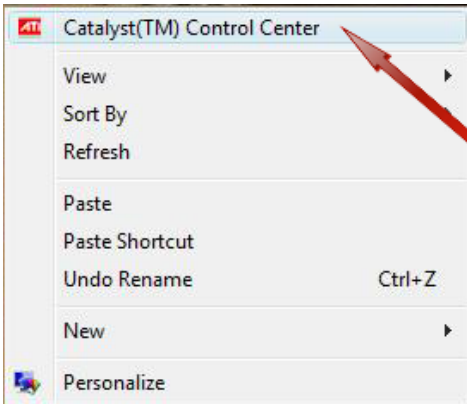 ATI
Catalyst(TM) Control Center
View
Sort By
Refresh
Paste
Paste Shortcut
Undo Rename Ctrl+Z
New
Personalize